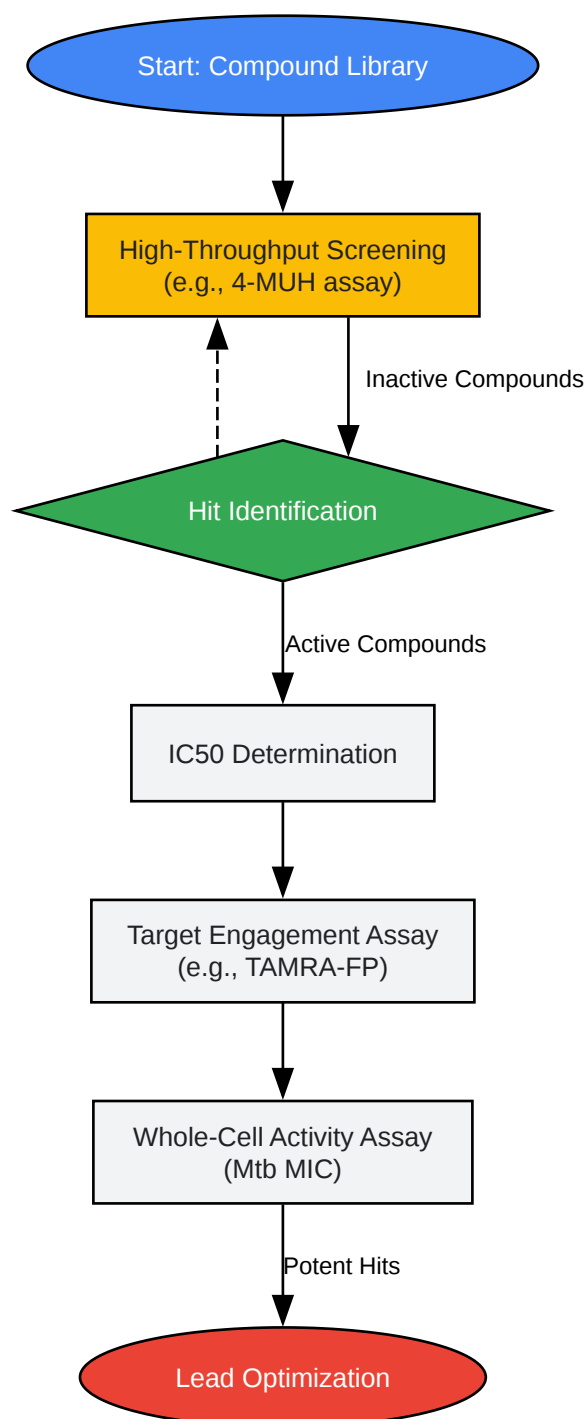 Start: Compound Library
High-Throughput Screening
(e.g., 4-MUH assay)
Inactive Compounds
Hit Identification
Active Compounds
IC50 Determination
Target Engagement Assay
(e.g., TAMRA-FP)
Whole-Cell Activity Assay
(Mtb MIC)
Potent Hits
Lead Optimization